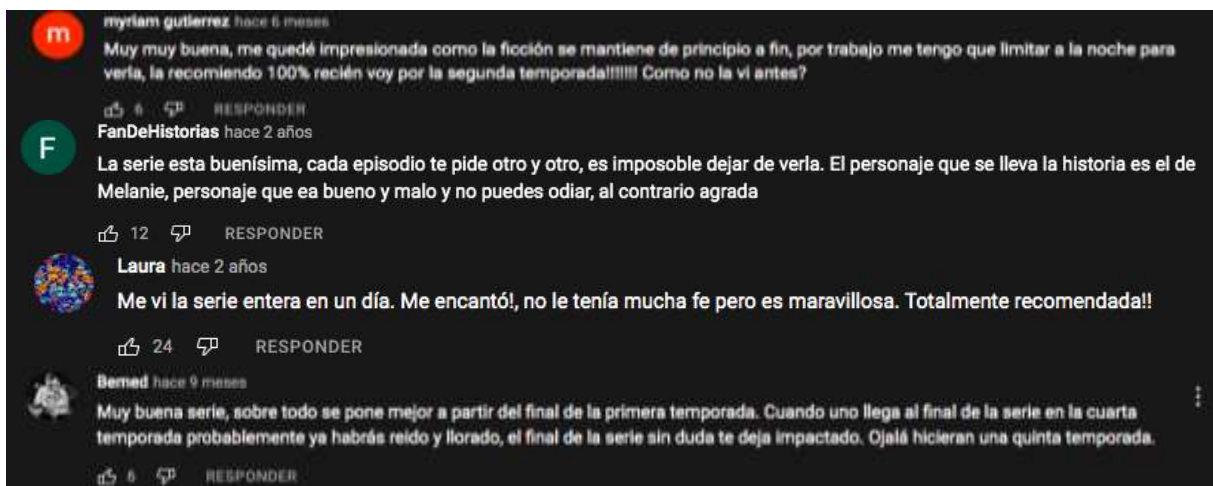 m
myriam gutierrez hace 6 meses
Muy muy buena, me quedé impresionada como la ficción se mantiene de principio a fin, por trabajo me tengo que limitar a la noche para
verla, la recomiendo 100% recién voy por la segunda temporada!!!!!!! Como no la vi antes?
6 RESPONDER
F
FanDeHistorias hace 2 años
La serie esta buenísima, cada episodio te pide otro y otro, es imposoble dejar de verla. El personaje que se lleva la historia es el de
Melanie, personaje que ea bueno y malo y no puedes odiar, al contrario agrada
12 RESPONDER
Laura hace 2 años
Me vi la serie entera en un día. Me encantó!, no le tenía mucha fe pero es maravillosa. Totalmente recomendada!!
24 RESPONDER
Berned hace 9 meses
Muy buena serie, sobre todo se pone mejor a partir del final de la primera temporada. Cuando uno llega al final de la serie en la cuarta
temporada probablemente ya habrás reido y llorado, el final de la serie sin duda te deja impactado. Ojalá hicieran una quinta temporada.
6 RESPONDER